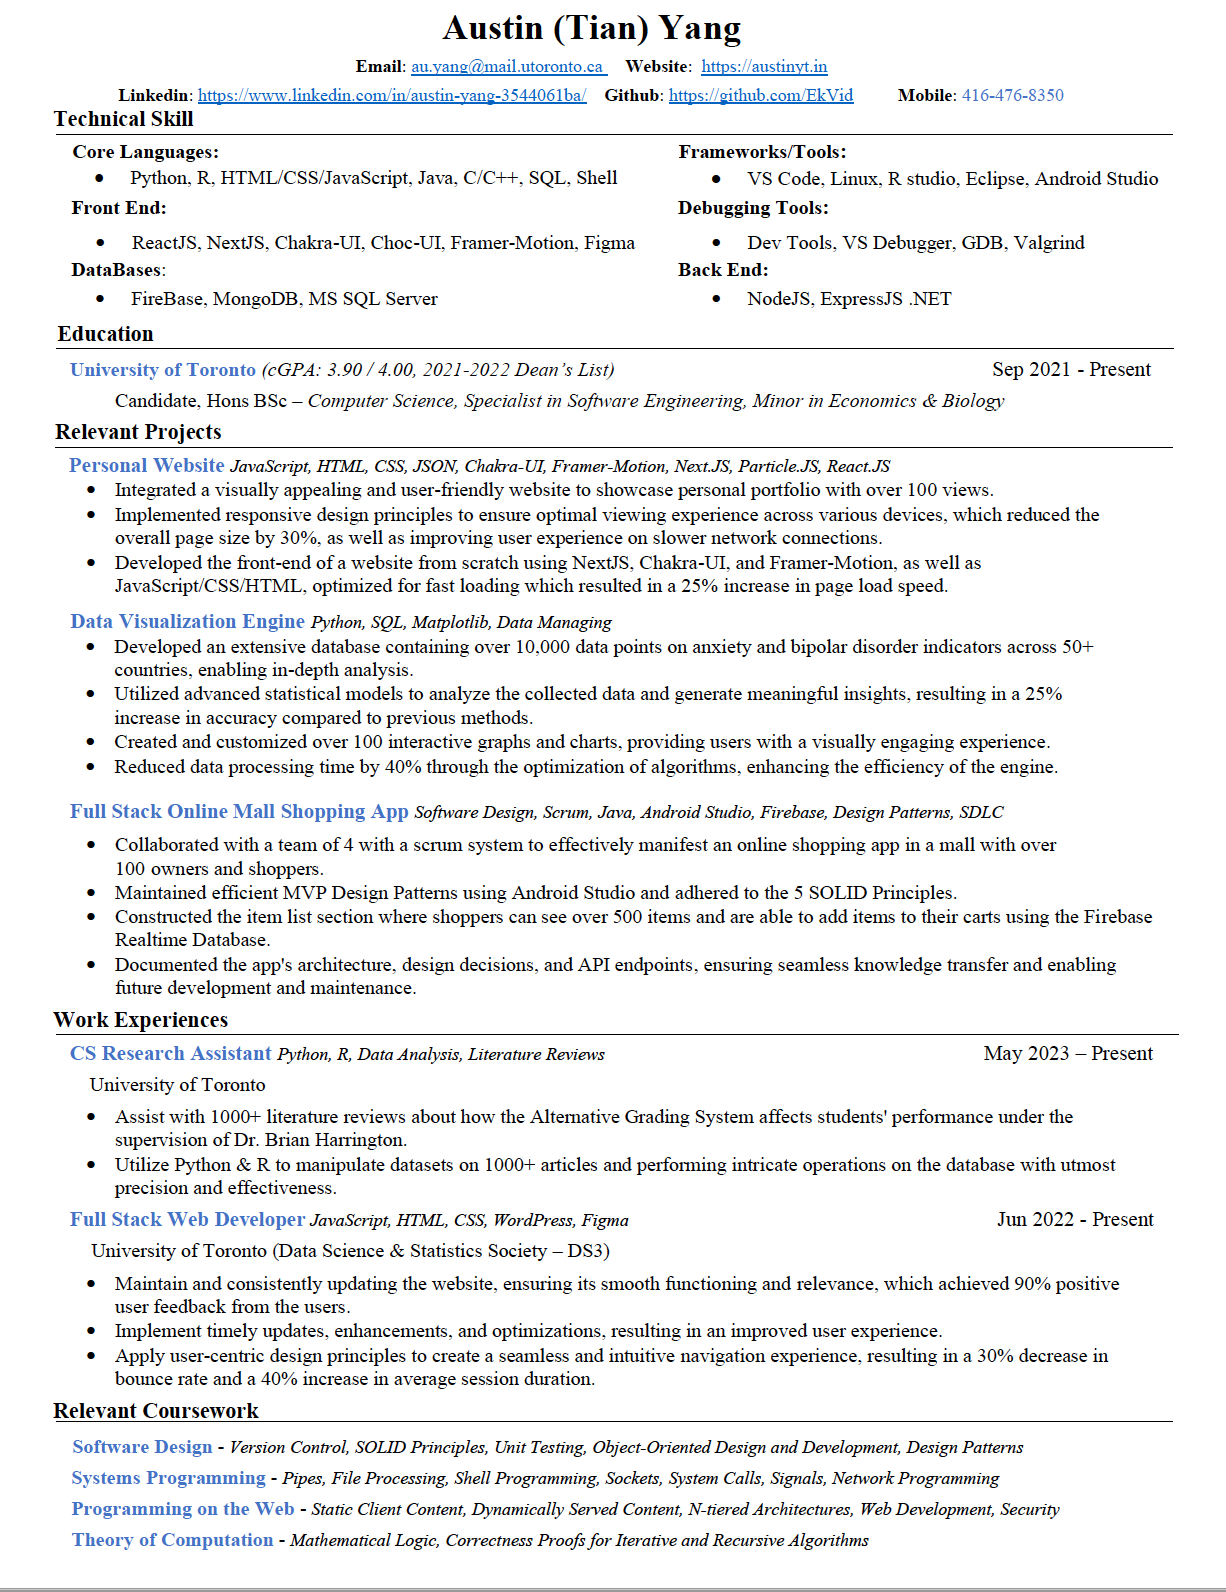 Austin (Tian) Yang
Email: au.yang@mail.utoronto.ca Website: https://austinyt.in
Linkedin: https://www.linkedin.com/in/austin-yang-3544061ba/ Github: https://github.com/EkVid Mobile: 416-476-8350
Technical Skill
Core Languages: Frameworks/Tools:
• Python, R, HTML/CSS/JavaScript, Java, C/C++, SQL, Shell • VS Code, Linux, R studio, Eclipse, Android Studio
Front End: Debugging Tools:
• ReactJS, NextJS, Chakra-UI, Choc-UI, Framer-Motion, Figma • Dev Tools, VS Debugger, GDB, Valgrind
DataBases: Back End:
• FireBase, MongoDB, MS SQL Server • NodeJS, ExpressJS .NET
Education
University of Toronto (cGPA: 3.90 / 4.00, 2021-2022 Dean’s List) Sep 2021 - Present
Candidate, Hons BSc – Computer Science, Specialist in Software Engineering, Minor in Economics & Biology
Relevant Projects
Personal Website JavaScript, HTML, CSS, JSON, Chakra-UI, Framer-Motion, Next.JS, Particle.JS, React.JS
• Integrated a visually appealing and user-friendly website to showcase personal portfolio with over 100 views.
• Implemented responsive design principles to ensure optimal viewing experience across various devices, which reduced the
overall page size by 30%, as well as improving user experience on slower network connections.
• Developed the front-end of a website from scratch using NextJS, Chakra-UI, and Framer-Motion, as well as
JavaScript/CSS/HTML, optimized for fast loading which resulted in a 25% increase in page load speed.
Data Visualization Engine Python, SQL, Matplotlib, Data Managing
• Developed an extensive database containing over 10,000 data points on anxiety and bipolar disorder indicators across 50+
countries, enabling in-depth analysis.
• Utilized advanced statistical models to analyze the collected data and generate meaningful insights, resulting in a 25%
increase in accuracy compared to previous methods.
• Created and customized over 100 interactive graphs and charts, providing users with a visually engaging experience.
• Reduced data processing time by 40% through the optimization of algorithms, enhancing the efficiency of the engine.
Full Stack Online Mall Shopping App Software Design, Scrum, Java, Android Studio, Firebase, Design Patterns, SDLC
• Collaborated with a team of 4 with a scrum system to effectively manifest an online shopping app in a mall with over
100 owners and shoppers.
• Maintained efficient MVP Design Patterns using Android Studio and adhered to the 5 SOLID Principles.
• Constructed the item list section where shoppers can see over 500 items and are able to add items to their carts using the Firebase
Realtime Database.
• Documented the app's architecture, design decisions, and API endpoints, ensuring seamless knowledge transfer and enabling
future development and maintenance.
Work Experiences
CS Research Assistant Python, R, Data Analysis, Literature Reviews May 2023 – Present
University of Toronto
• Assist with 1000+ literature reviews about how the Alternative Grading System affects students' performance under the
supervision of Dr. Brian Harrington.
• Utilize Python & R to manipulate datasets on 1000+ articles and performing intricate operations on the database with utmost
precision and effectiveness.
Full Stack Web Developer JavaScript, HTML, CSS, WordPress, Figma Jun 2022 - Present
University of Toronto (Data Science & Statistics Society – DS3)
• Maintain and consistently updating the website, ensuring its smooth functioning and relevance, which achieved 90% positive
user feedback from the users.
• Implement timely updates, enhancements, and optimizations, resulting in an improved user experience.
• Apply user-centric design principles to create a seamless and intuitive navigation experience, resulting in a 30% decrease in
bounce rate and a 40% increase in average session duration.
Relevant Coursework
Software Design - Version Control, SOLID Principles, Unit Testing, Object-Oriented Design and Development, Design Patterns
Systems Programming - Pipes, File Processing, Shell Programming, Sockets, System Calls, Signals, Network Programming
Programming on the Web - Static Client Content, Dynamically Served Content, N-tiered Architectures, Web Development, Security
Theory of Computation - Mathematical Logic, Correctness Proofs for Iterative and Recursive Algorithms